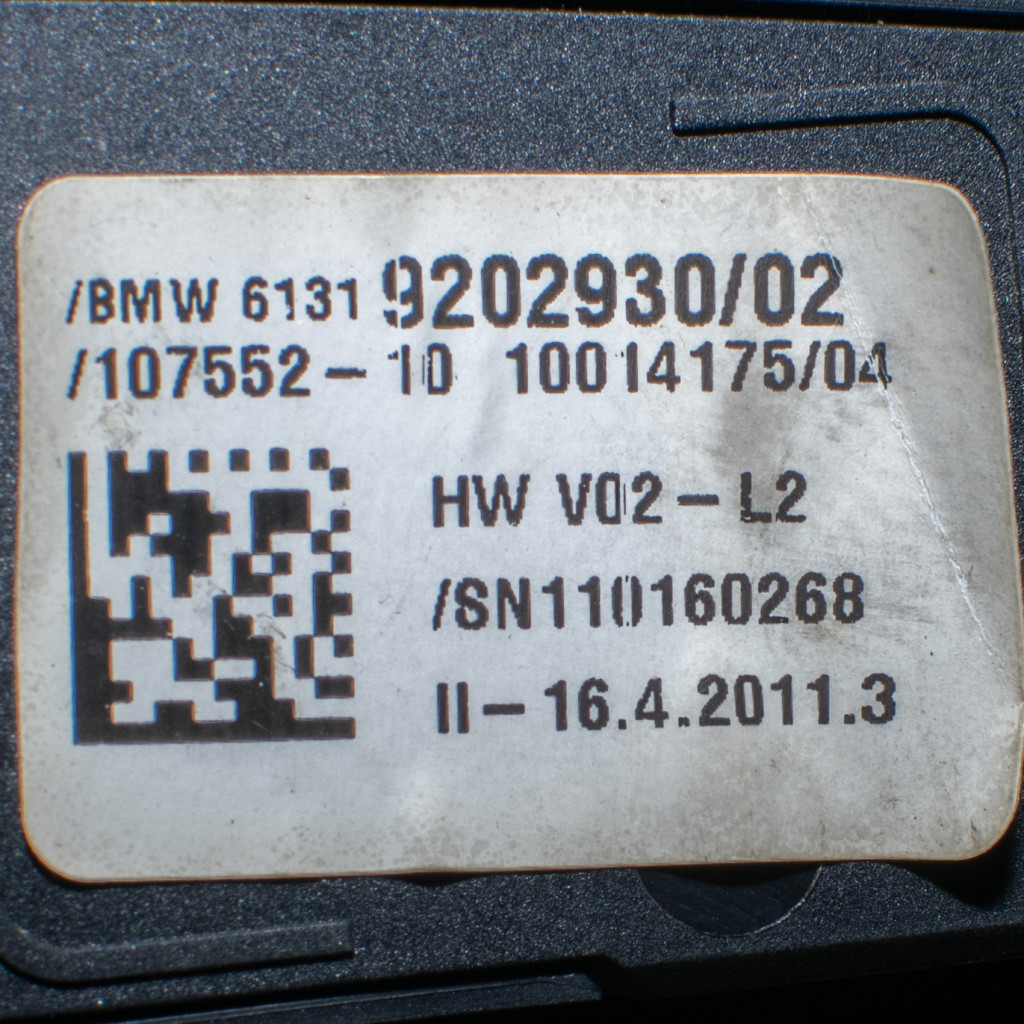 /BMW 6131 9202930/02
/107552-10 10014175/04
HW V02-L2
/SN110160268
II-16.4.2011.3